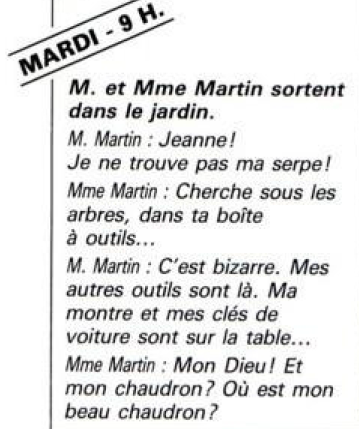 MARDI - 9 H.
M. et Mme Martin sortent
dans le jardin.
M. Martin : Jeanne!
Je ne trouve pas ma serpe!
Mme Martin : Cherche sous les
arbres, dans ta boîte
à outils...
M. Martin : C'est bizarre. Mes
autres outils sont là. Ma
montre et mes clés de
voiture sont sur la table...
Mme Martin : Mon Dieu! Et
mon chaudron? Où est mon
beau chaudron?